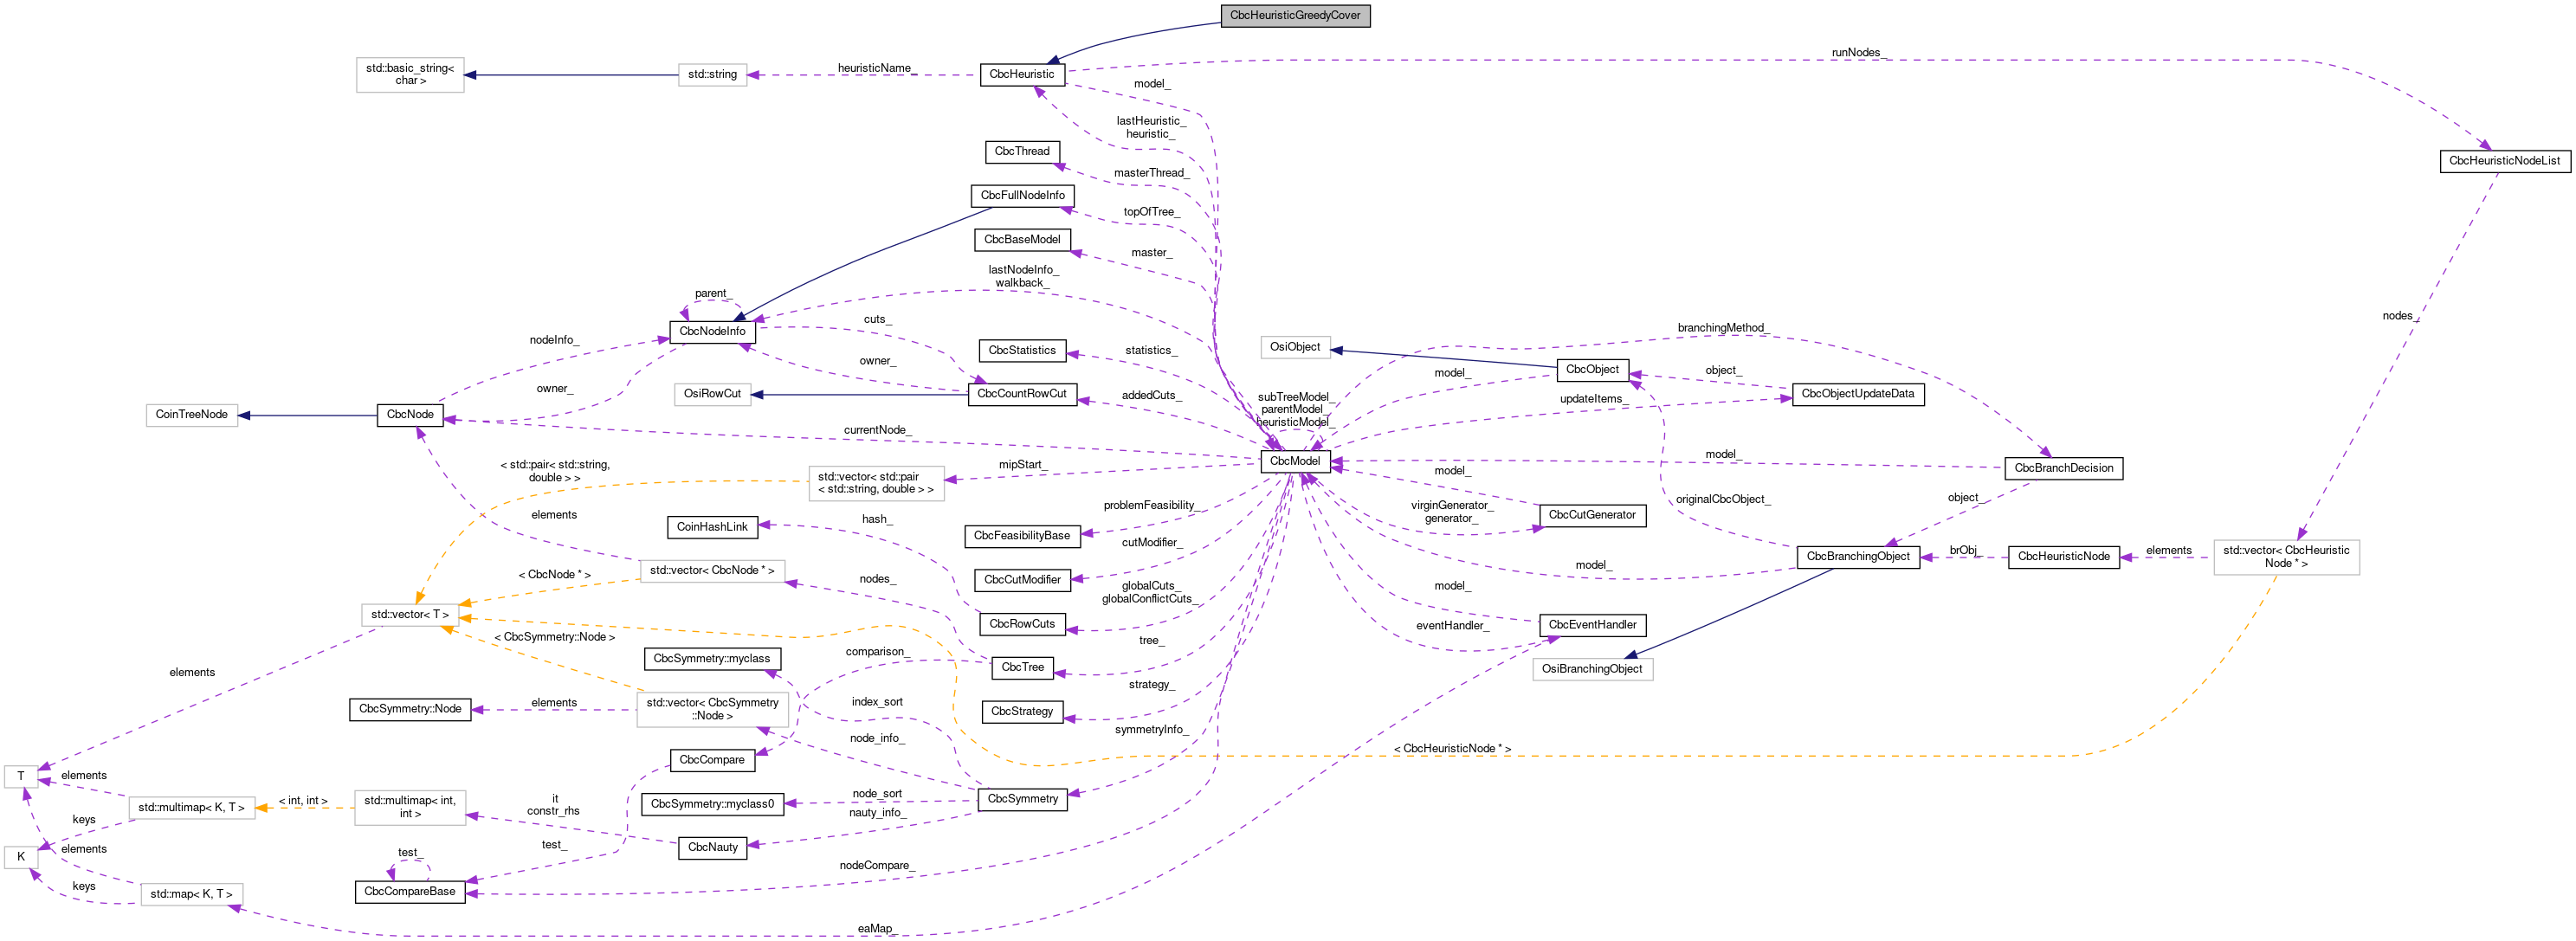 CbcHeuristicGreedyCover
runNodes_
std::basic_string<
char >
std::string
heuristicName_
CbcHeuristic
model_
lastHeuristic_
heuristic_
CbcThread
CbcHeuristicNodeList
masterThread_
CbcFullNodeInfo
topOfTree_
CbcBaseModel
master_
lastNodeInfo_
walkback_
parent_
nodes_
CbcNodeInfo
cuts_
branchingMethod_
nodeInfo_
CbcStatistics
statistics_
OsiObject
owner_
CbcObject
object_
model_
owner_
OsiRowCut
CbcCountRowCut
addedCuts_
subTreeModel_
parentModel_
heuristicModel_
updateItems_
CbcObjectUpdateData
CoinTreeNode
CbcNode
currentNode_
< std::pair< std::string,
double > >
std::vector< std::pair
< std::string, double > >
mipStart_
CbcModel
model_
model_
CbcBranchDecision
object_
originalCbcObject_
elements
CoinHashLink
hash_
problemFeasibility_
CbcFeasibilityBase
virginGenerator_
generator_
CbcCutGenerator
cutModifier_
std::vector< CbcNode * >
< CbcNode * >
nodes_
CbcCutModifier
model_
CbcBranchingObject
brObj_
CbcHeuristicNode
elements
std::vector< CbcHeuristic
Node * >
globalCuts_
globalConflictCuts_
model_
std::vector< T >
CbcRowCuts
eventHandler_
CbcEventHandler
< CbcSymmetry::Node >
tree_
CbcSymmetry::myclass
comparison_
CbcTree
OsiBranchingObject
elements
strategy_
CbcSymmetry::Node
elements
std::vector< CbcSymmetry
::Node >
index_sort
CbcStrategy
symmetryInfo_
node_info_
< CbcHeuristicNode * >
CbcCompare
T
elements
std::multimap< K, T >
< int, int >
std::multimap< int,
int >
it
constr_rhs
CbcSymmetry::myclass0
node_sort
CbcSymmetry
nauty_info_
keys
K
elements
test_
CbcNauty
test_
keys
std::map< K, T >
CbcCompareBase
nodeCompare_
eaMap_